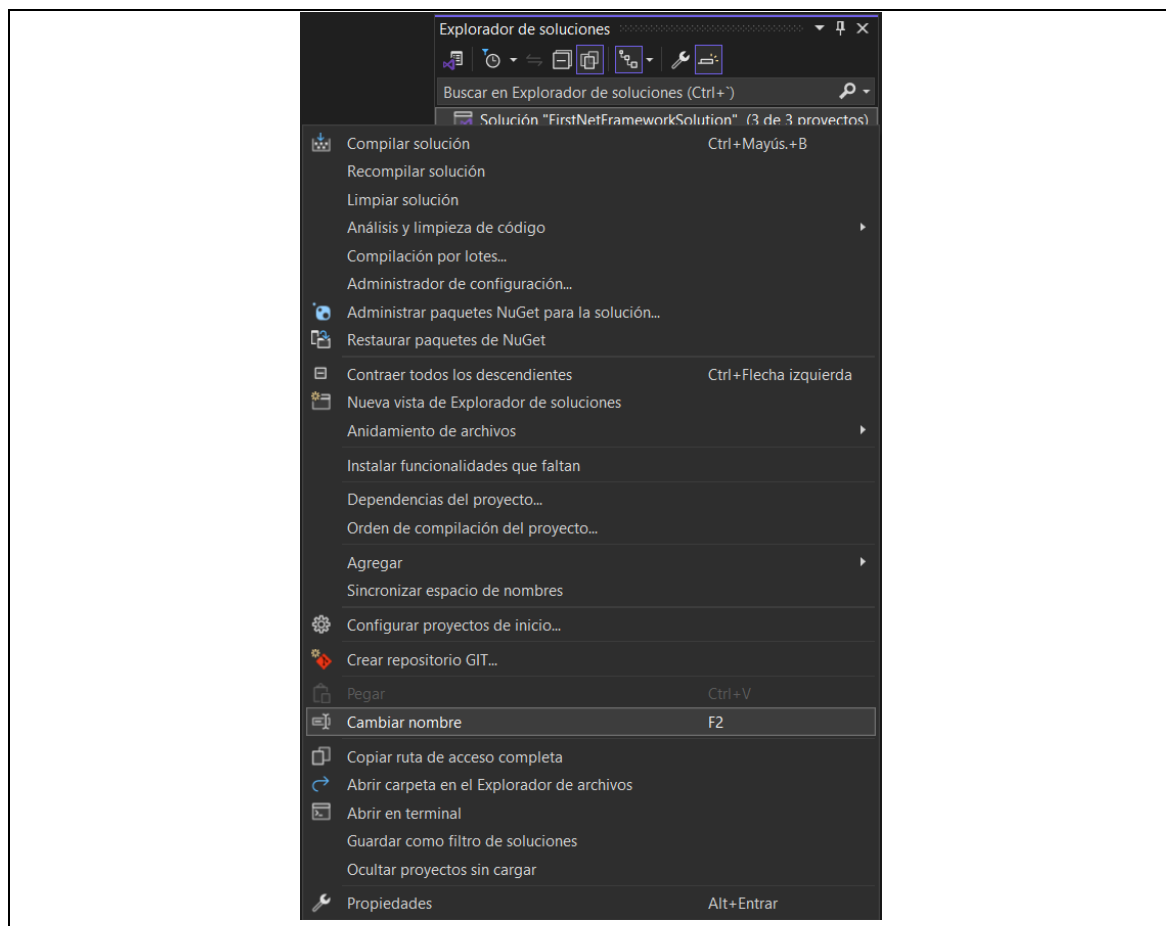 Explorador de soluciones
Buscar en Explorador de soluciones (Ctrl+`)
Solución "FirstNetFrameworkSolution" (3 de 3 proyectos)
Compilar solución Ctrl+Mayús.+B
Recompilar solución
Limpiar solución
Análisis y limpieza de código
Compilación por lotes...
Administrador de configuración...
Administrar paquetes NuGet para la solución...
Restaurar paquetes de NuGet
Contraer todos los descendientes Ctrl+Flecha izquierda
Nueva vista de Explorador de soluciones
Anidamiento de archivos
Instalar funcionalidades que faltan
Dependencias del proyecto...
Orden de compilación del proyecto...
Agregar
Sincronizar espacio de nombres
Configurar proyectos de inicio...
Crear repositorio GIT...
Pegar Ctrl+V
Cambiar nombre F2
Copiar ruta de acceso completa
Abrir carpeta en el Explorador de archivos
Abrir en terminal
Guardar como filtro de soluciones
Ocultar proyectos sin cargar
Propiedades Alt+Entrar